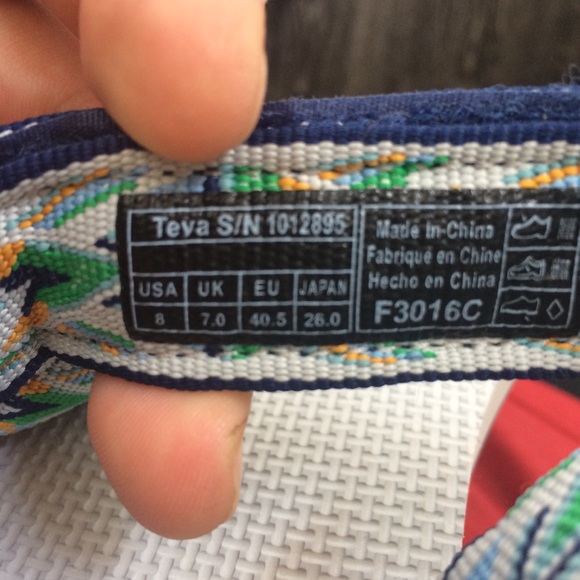 Teva S/N 1012895
USA UK EU JAPAN
8 7.0 40.5 26.0
Made In China
Fabriqué en Chine
Hecho en China
F3016C